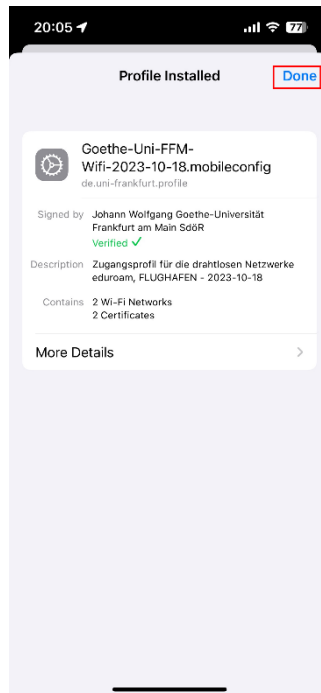 20:05
77
Profile Installed
Done
Goethe-Uni-FFM-
Wifi-2023-10-18.mobileconfig
de.uni-frankfurt.profile
Signed by Johann Wolfgang Goethe-Universität
Frankfurt am Main SdöR
Verified ✓
Description Zugangsprofil für die drahtlosen Netzwerke
eduroam, FLUGHAFEN - 2023-10-18
Contains 2 Wi-Fi Networks
2 Certificates
More Details